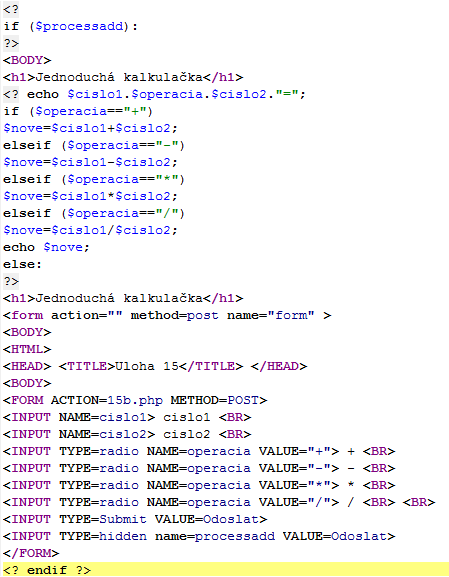 <?
if ($processadd):
?>
<BODY>
<h1>Jednoduchá kalkulačka</h1>
<? echo $cislo1.$operacia.$cislo2."=";
if ($operacia=="+")
$nove=$cislo1+$cislo2;
elseif ($operacia=="-")
$nove=$cislo1-$cislo2;
elseif ($operacia=="*")
$nove=$cislo1*$cislo2;
elseif ($operacia=="/")
$nove=$cislo1/$cislo2;
echo $nove;
else:
?>
<h1>Jednoduchá kalkulačka</h1>
<form action="" method=post name="form" >
<BODY>
<HTML>
<HEAD> <TITLE>Uloha 15</TITLE> </HEAD>
<BODY>
<FORM ACTION=15b.php METHOD=POST>
<INPUT NAME=cislo1> cislo1 <BR>
<INPUT NAME=cislo2> cislo2 <BR>
<INPUT TYPE=radio NAME=operacia VALUE="+"> + <BR>
<INPUT TYPE=radio NAME=operacia VALUE="-"> - <BR>
<INPUT TYPE=radio NAME=operacia VALUE="*"> * <BR>
<INPUT TYPE=radio NAME=operacia VALUE="/"> / <BR> <BR>
<INPUT TYPE=Submit VALUE=Odoslat>
<INPUT TYPE=hidden name=processadd VALUE=Odoslat>
</FORM>
<? endif ?>